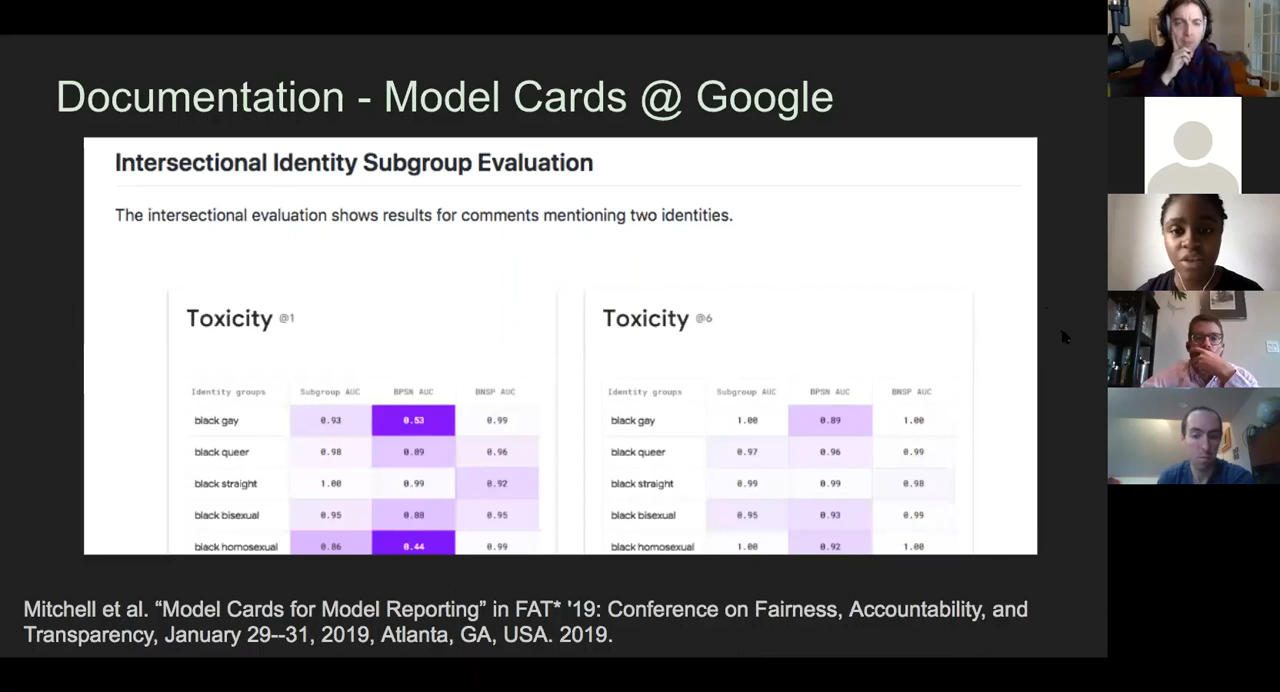 Documentation - Model Cards @ Google
Intersectional Identity Subgroup Evaluation
The intersectional evaluation shows results for comments mentioning two identities.
Toxicity @1
Identity groups Subgroup AUC BPSN AUC BNSP AUC
black gay 0.93 0.53 0.99
black queer 0.98 0.89 0.96
black straight 1.00 0.99 0.92
black bisexual 0.95 0.88 0.95
black homosexual 0.86 0.44 0.99
Toxicity @6
Identity groups Subgroup AUC BPSN AUC BNSP AUC
black gay 1.00 0.89 1.00
black queer 0.97 0.96 0.99
black straight 0.99 0.99 0.98
black bisexual 0.95 0.93 0.99
black homosexual 1.00 0.92 1.00
Mitchell et al. “Model Cards for Model Reporting” in FAT* '19: Conference on Fairness, Accountability, and
Transparency, January 29--31, 2019, Atlanta, GA, USA. 2019.